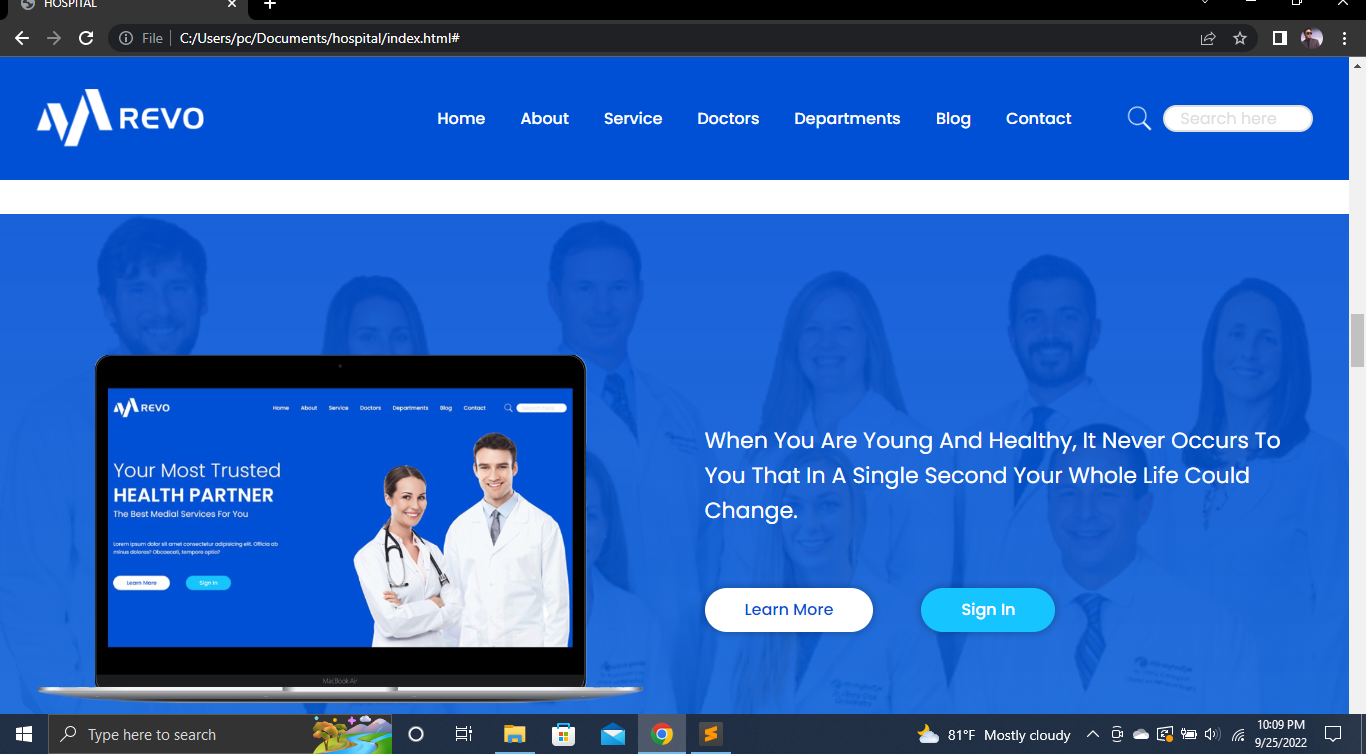 HOSPITAL
File
C:/Users/pc/Documents/hospital/index.html#
REVO
Home
About
Service
Doctors
Departments
Blog
Contact
Search here
REVO
Home
About
Service
Doctors
Departments
Blog
Contact
Your Most Trusted
HEALTH PARTNER
The Best Medial Services For You
Lorem ipsum dolor sit amet consectetur adipisicing elit. Officia ab
minus dolores? Obcaecati, tempore optio?
Learn More
Sign In
MacBook Air
When You Are Young And Healthy, It Never Occurs To
You That In A Single Second Your Whole Life Could
Change.
Learn More
Sign In
Type here to search
81°F Mostly cloudy
10:09 PM
9/25/2022